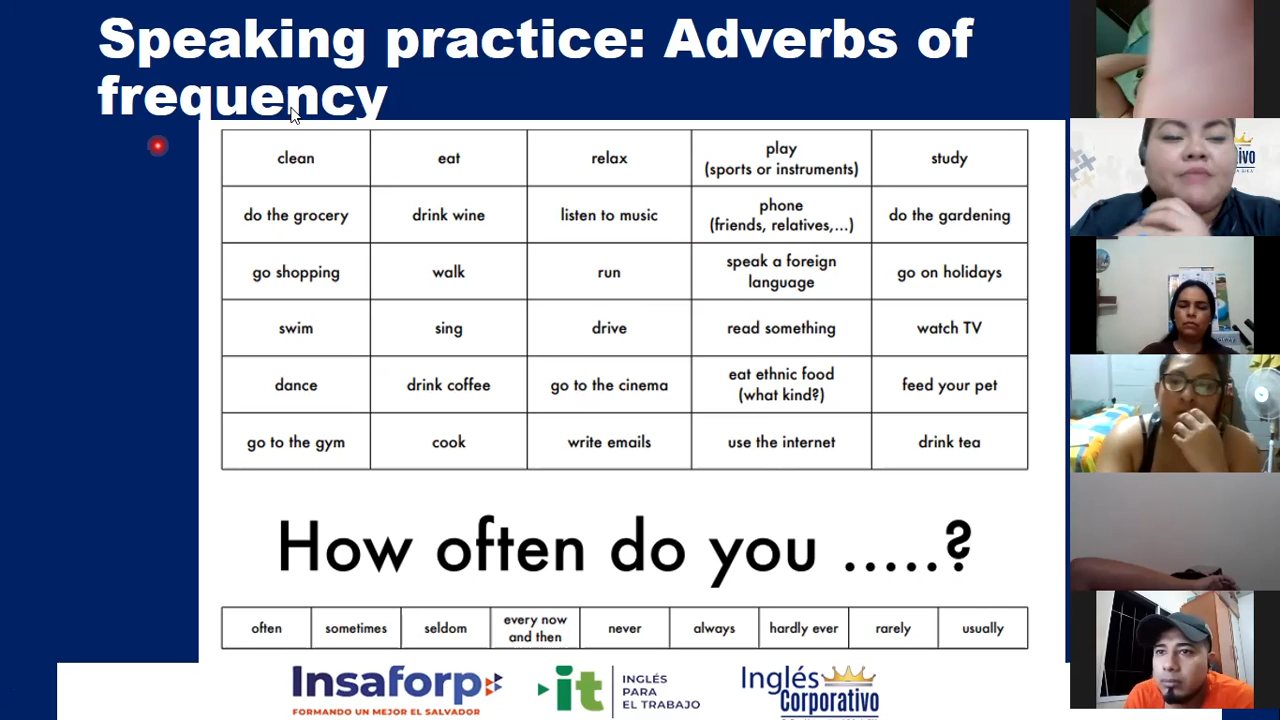 Speaking practice: Adverbs of
frequency
clean
eat
relax
play
(sports or instruments)
study
do the grocery
drink wine
listen to music
phone
(friends, relatives,...)
do the gardening
go shopping
walk
run
speak a foreign
language
go on holidays
swim
sing
drive
read something
watch TV
dance
drink coffee
go to the cinema
eat ethnic food
(what kind?)
feed your pet
go to the gym
cook
write emails
use the internet
drink tea
How often do you .....?
often
sometimes
seldom
every now
and then
never
always
hardly ever
rarely
usually
Insaforp
FORMANDO UN MEJOR EL SALVADOR
it
INGLÉS
PARA
EL TRABAJO
Inglés
Corporativo